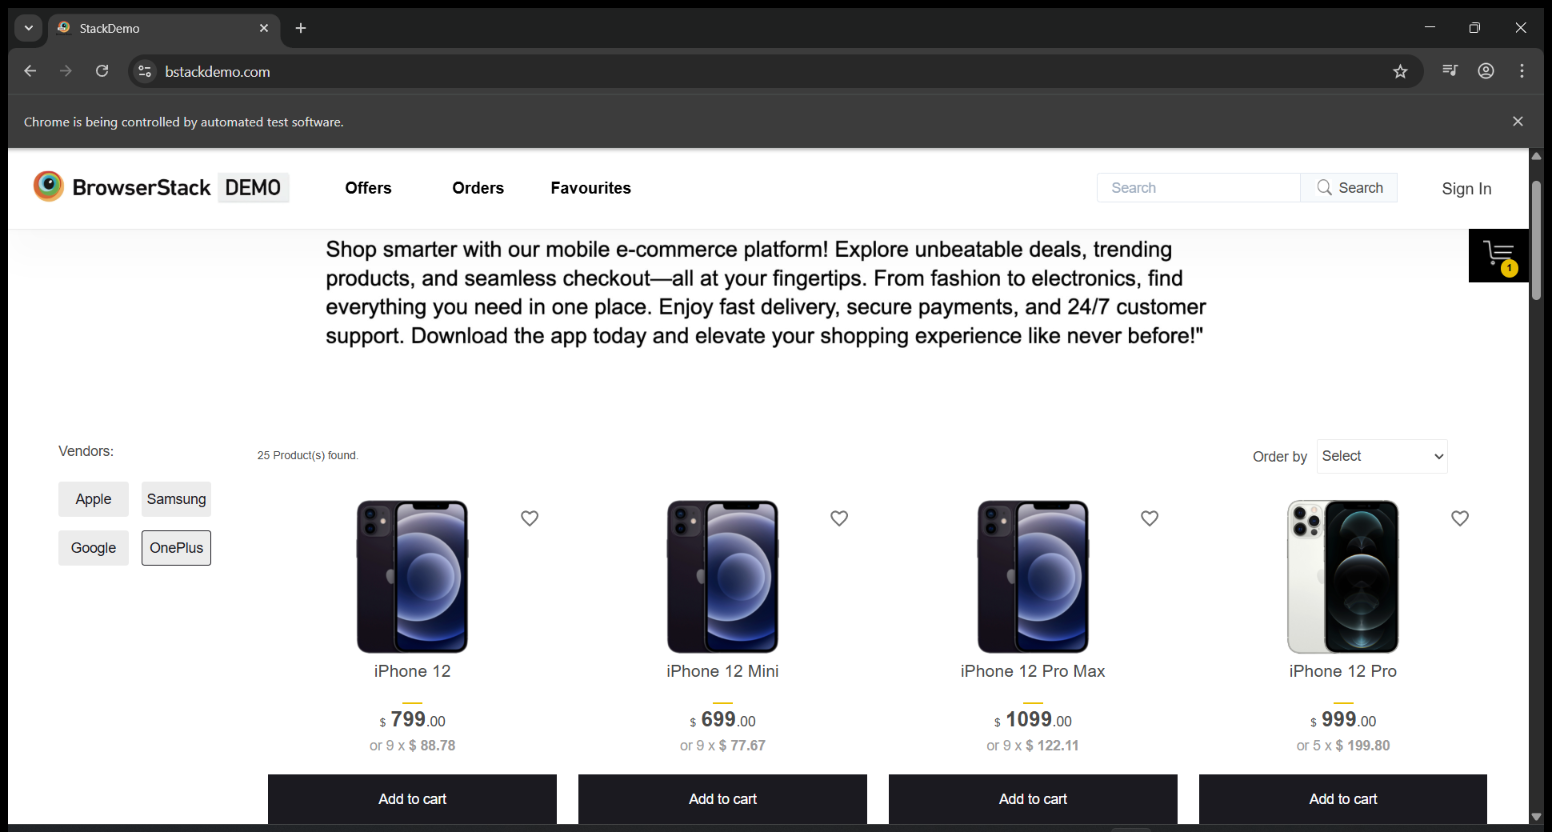 StackDemo
bstackdemo.com
Chrome is being controlled by automated test software.
BrowserStack DEMO Offers Orders Favourites Search Search Sign In
1
Shop smarter with our mobile e-commerce platform! Explore unbeatable deals, trending
products, and seamless checkout—all at your fingertips. From fashion to electronics, find
everything you need in one place. Enjoy fast delivery, secure payments, and 24/7 customer
support. Download the app today and elevate your shopping experience like never before!"
Vendors:
Apple Samsung
Google OnePlus
25 Product(s) found.
Order by Select
iPhone 12 iPhone 12 Mini iPhone 12 Pro Max iPhone 12 Pro
$ 799.00 $ 699.00 $ 1099.00 $ 999.00
or 9 x $ 88.78 or 9 x $ 77.67 or 9 x $ 122.11 or 5 x $ 199.80
Add to cart Add to cart Add to cart Add to cart